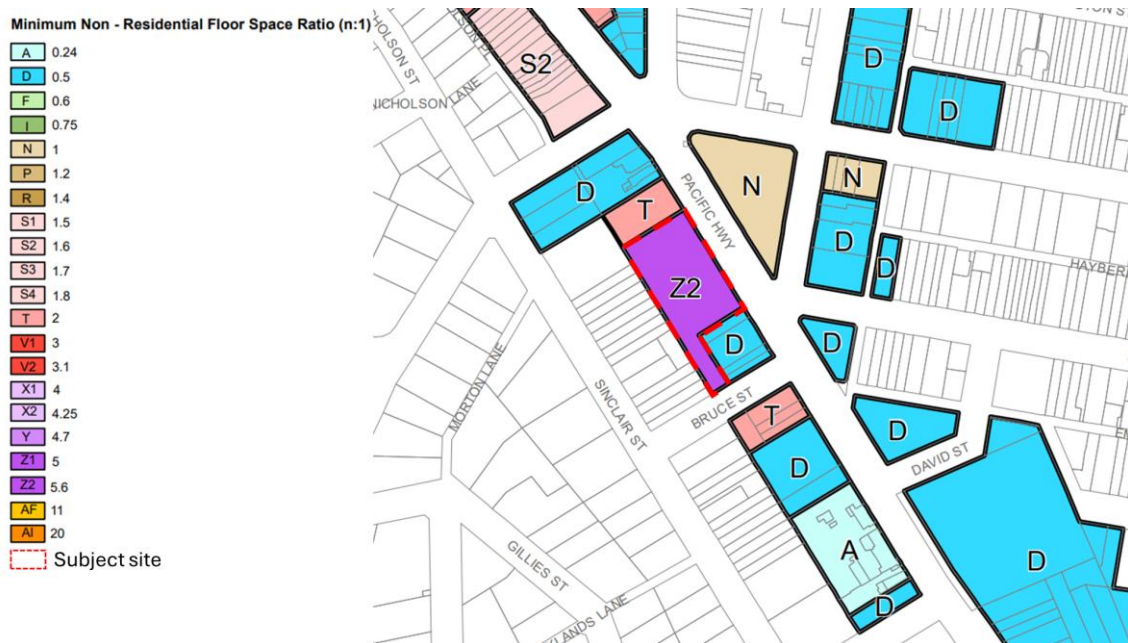 Minimum Non - Residential Floor Space Ratio (n:1)
A 0.24
D 0.5
F 0.6
I 0.75
N 1
P 1.2
R 1.4
S1 1.5
S2 1.6
S3 1.7
S4 1.8
T 2
V1 3
V2 3.1
X1 4
X2 4.25
Y 4.7
Z1 5
Z2 5.6
AF 11
AI 20
Subject site
S2
D
D
NICHOLSON LANE
D
T
PACIFIC HWY
N
N
D
D
Z2
D
D
MORTON LANE
SINCLAIR ST
BRUCE ST
T
D
D
DAVID ST
A
D
D
GILLIES ST